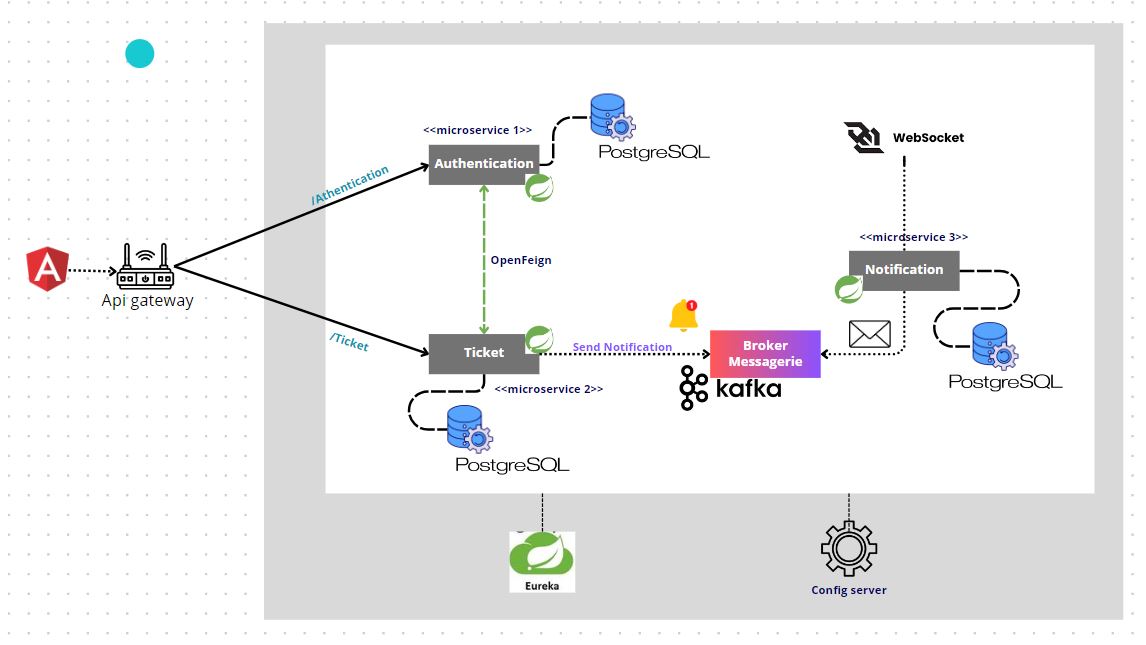 <<microservice 1>>
Authentication
PostgreSQL
WebSocket
/Athentication
<<microservice 3>>
Notification
OpenFeign
A
Api gateway
/Ticket
Ticket
1
Send Notification
Broker
Messagerie
kafka
PostgreSQL
<<microservice 2>>
PostgreSQL
Eureka
Config server